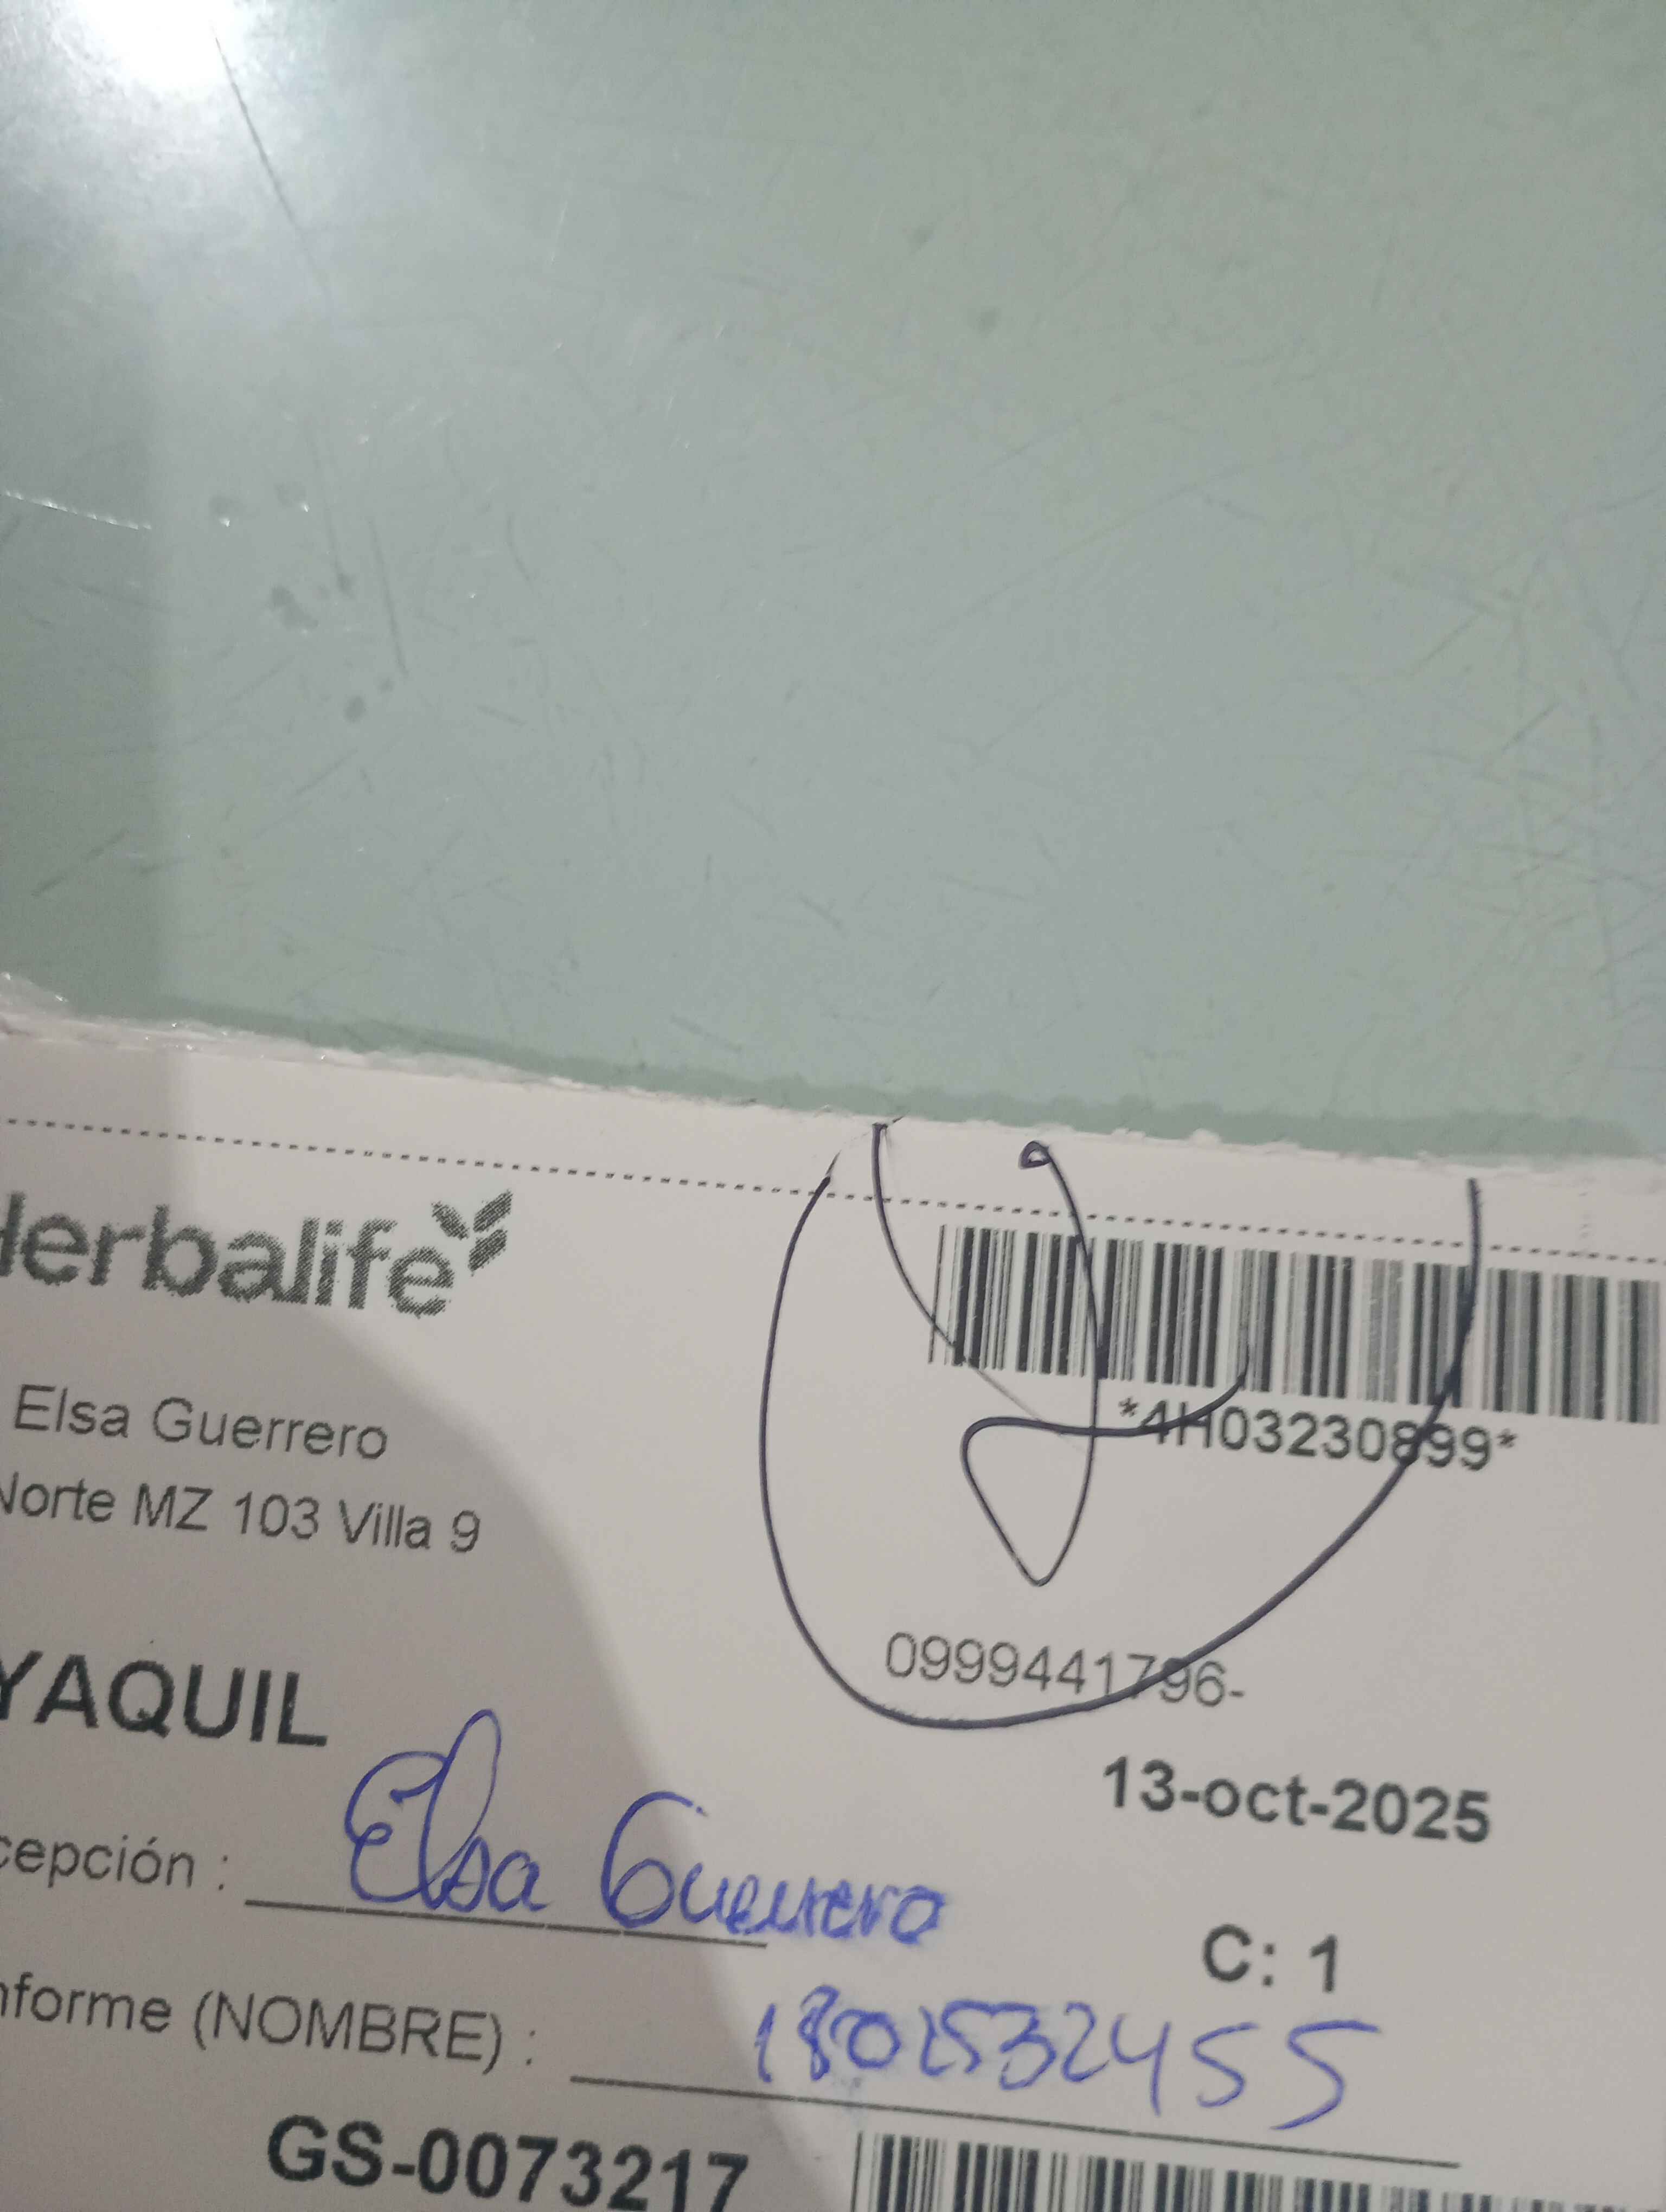 Herbalife
*4H03230899*
Elsa Guerrero
Norte MZ 103 Villa 9
0999441796-
YAQUIL
13-oct-2025
cepción : Elsa Guerrero
C: 1
nforme (NOMBRE) : 1802532455
GS-0073217